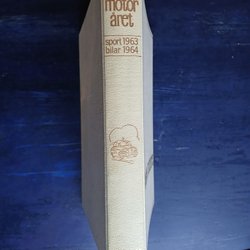 motor
året
sport 1963
bilar 1964